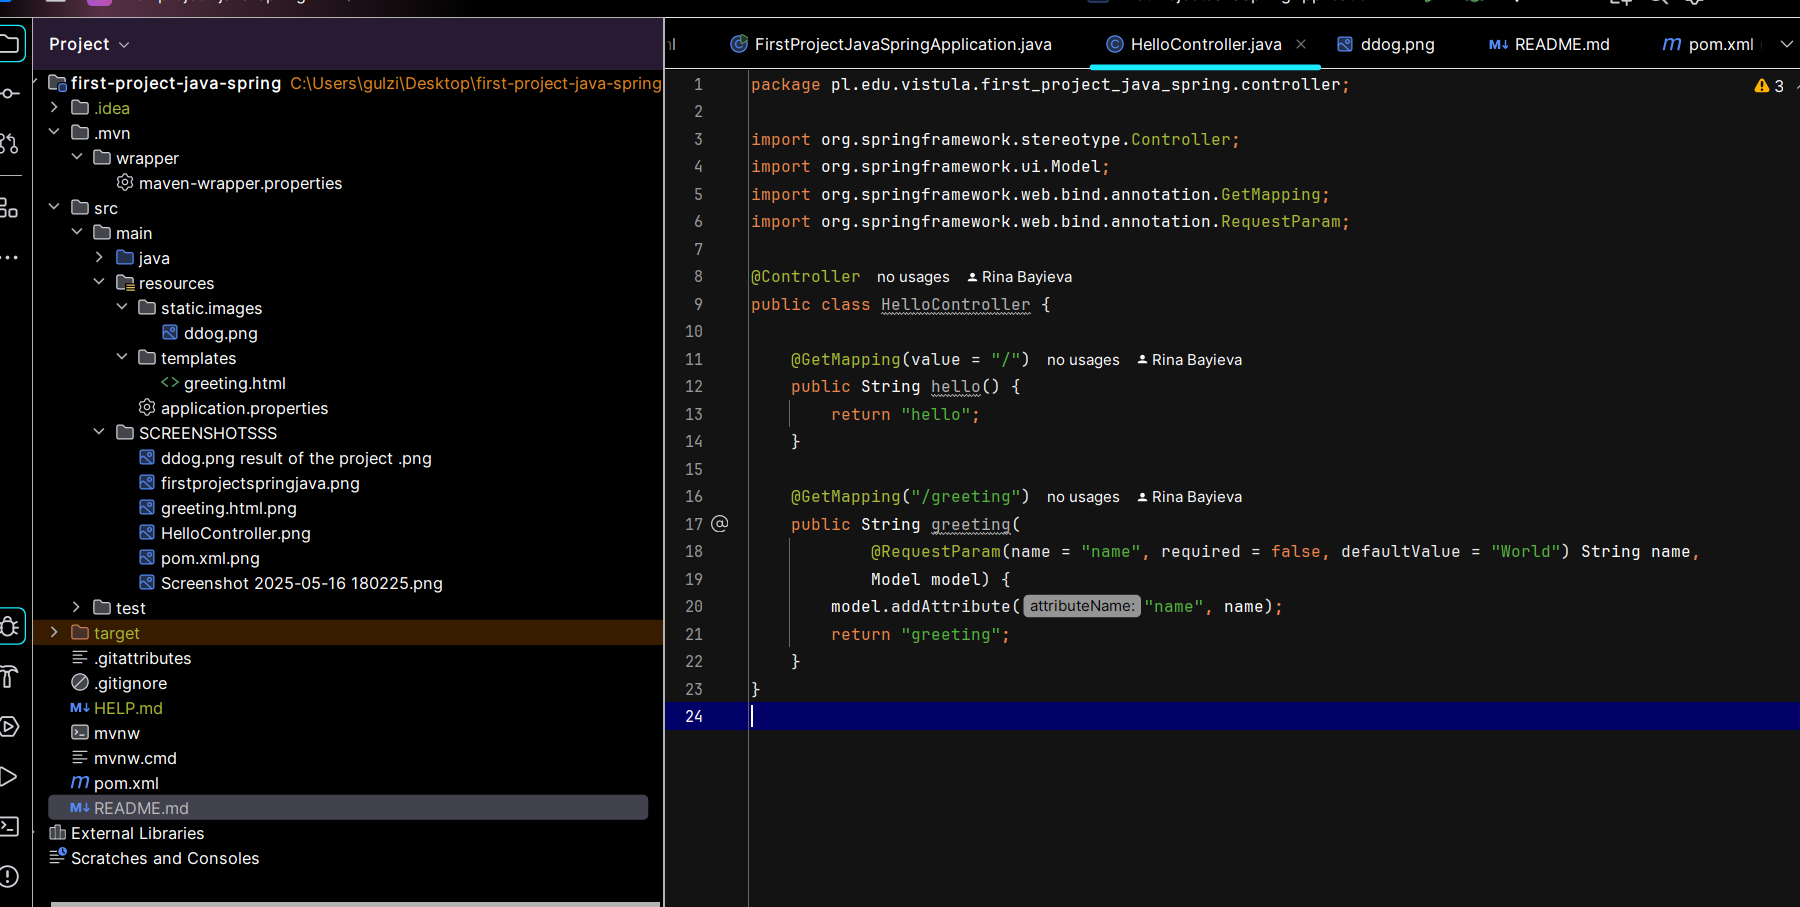 Project
first-project-java-spring C:\Users\gulzi\Desktop\first-project-java-spring
.idea
.mvn
wrapper
maven-wrapper.properties
src
main
java
resources
static.images
ddog.png
templates
greeting.html
application.properties
SCREENSHOTSSS
ddog.png result of the project .png
firstprojectspringjava.png
greeting.html.png
HelloController.png
pom.xml.png
Screenshot 2025-05-16 180225.png
test
target
.gitattributes
.gitignore
HELP.md
mvnw
mvnw.cmd
pom.xml
README.md
External Libraries
Scratches and Consoles
FirstProjectJavaSpringApplication.java HelloController.java ddog.png README.md pom.xml
1 package pl.edu.vistula.first_project_java_spring.controller; 3
2
3 import org.springframework.stereotype.Controller;
4 import org.springframework.ui.Model;
5 import org.springframework.web.bind.annotation.GetMapping;
6 import org.springframework.web.bind.annotation.RequestParam;
7
8 @Controller no usages Rina Bayieva
9 public class HelloController {
10
11 @GetMapping(value = "/") no usages Rina Bayieva
12 public String hello() {
13 return "hello";
14 }
15
16 @GetMapping("/greeting") no usages Rina Bayieva
17 public String greeting(
18 @RequestParam(name = "name", required = false, defaultValue = "World") String name,
19 Model model) {
20 model.addAttribute( attributeName: "name", name);
21 return "greeting";
22 }
23 }
24